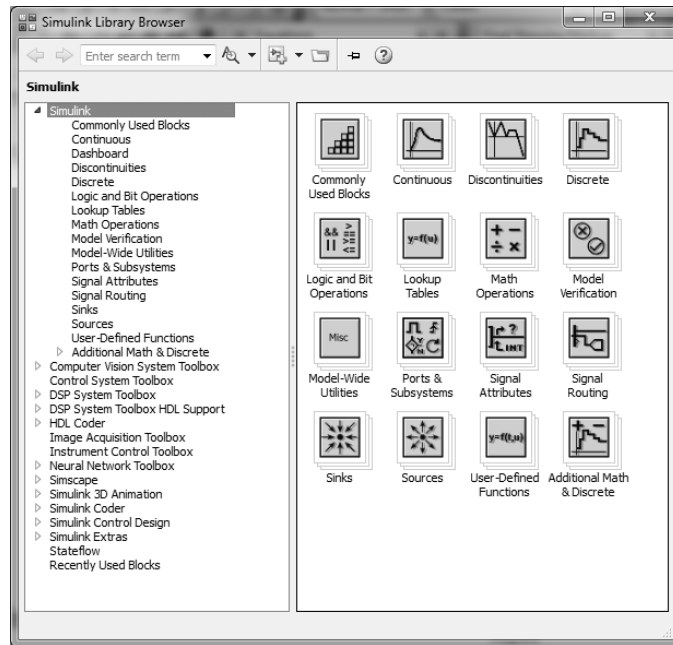 Simulink Library Browser
Enter search term
Simulink
Simulink
Commonly Used Blocks
Continuous
Dashboard
Discontinuities
Discrete
Logic and Bit Operations
Lookup Tables
Math Operations
Model Verification
Model-Wide Utilities
Ports & Subsystems
Signal Attributes
Signal Routing
Sinks
Sources
User-Defined Functions
Additional Math & Discrete
Computer Vision System Toolbox
Control System Toolbox
DSP System Toolbox
DSP System Toolbox HDL Support
HDL Coder
Image Acquisition Toolbox
Instrument Control Toolbox
Neural Network Toolbox
Simscape
Simulink 3D Animation
Simulink Coder
Simulink Control Design
Simulink Extras
Stateflow
Recently Used Blocks
Commonly
Used Blocks
Continuous
Discontinuities
Discrete
&& >
|| >=
<=
y=f(u)
+ −
÷ ×
Logic and Bit
Operations
Lookup
Tables
Math
Operations
Model
Verification
Misc
?
INT
Model-Wide
Utilities
Ports &
Subsystems
Signal
Attributes
Signal
Routing
y=f(t,u)
Sinks
Sources
User-Defined
Functions
Additional Math
& Discrete